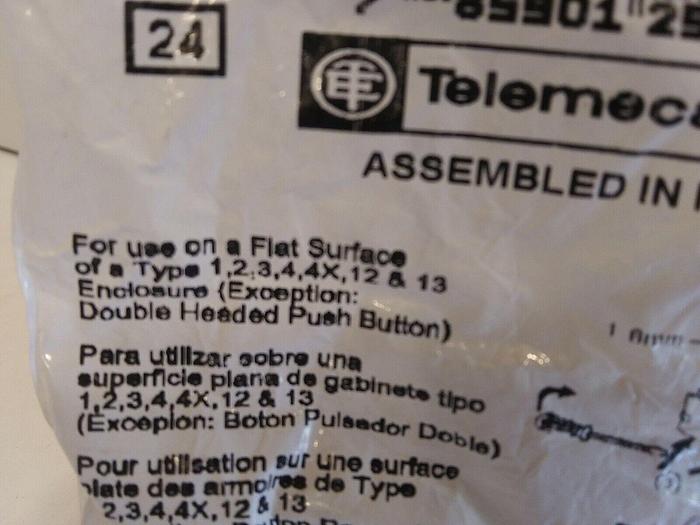 24
Telemec
ASSEMBLED IN
For use on a Flat Surface
of a Type 1,2,3,4,4X,12 & 13
Enclosure (Exception:
Double Headed Push Button)
Para utilizar sobre una
superficie plana de gabinete tipo
1,2,3,4,4X,12 & 13
(Excepion: Boton Pulsador Doble)
Pour utilisation sur une surface
plate des armoires de Type
2,3,4,4X,12 & 13